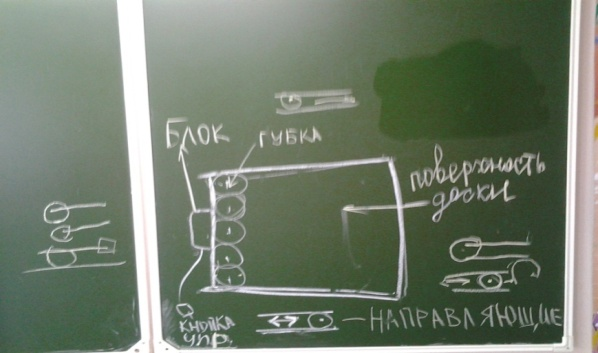 БЛОК
ГУБКА
поверхность
доски
КНОПКА
УПР.
— НАПРАВЛЯЮЩИЕ